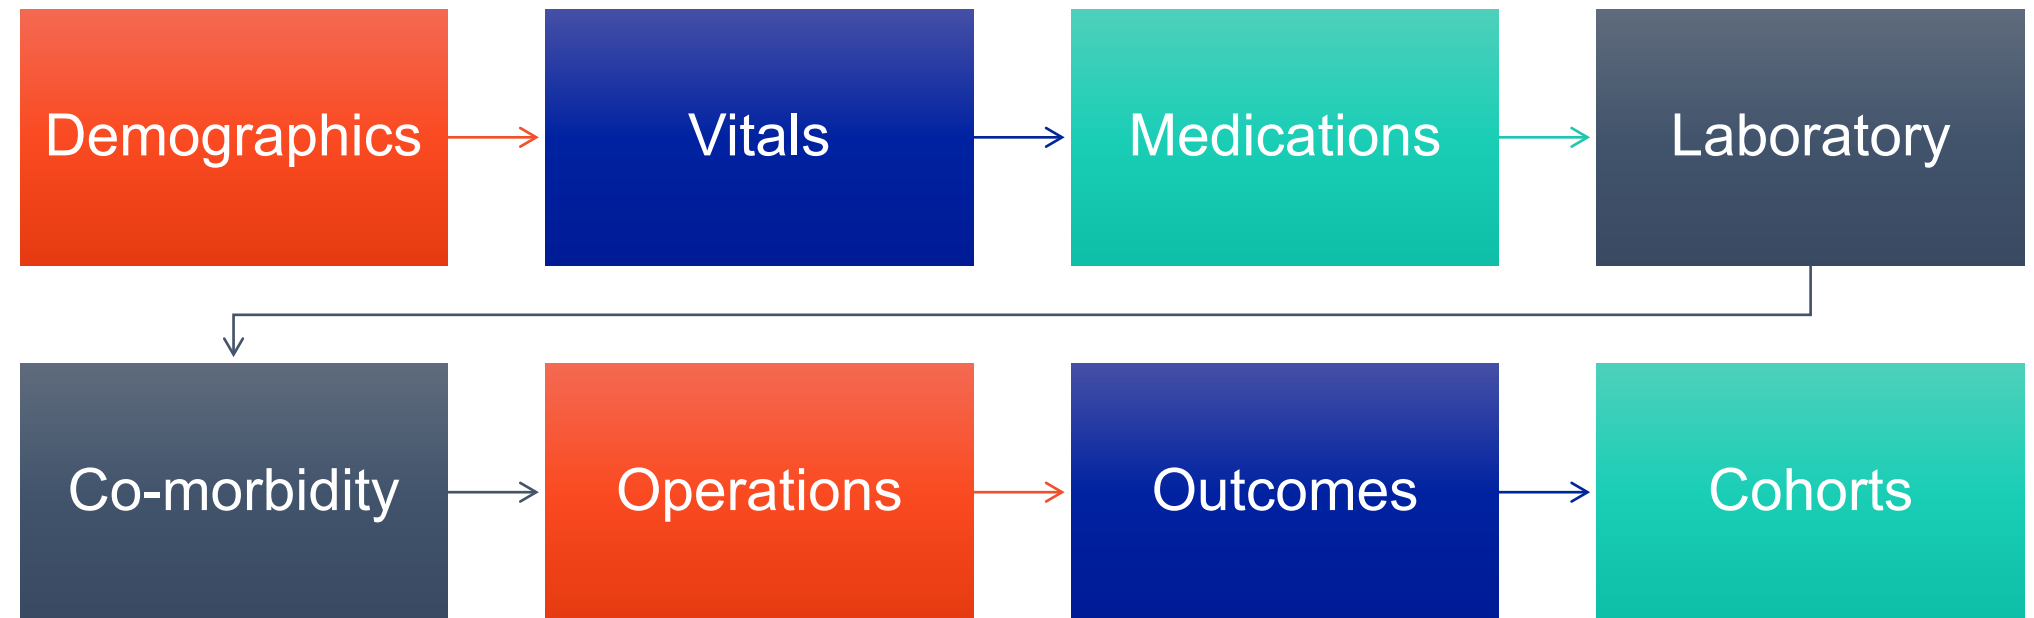 Demographics
Vitals
Medications
Laboratory
Co-morbidity
Operations
Outcomes
Cohorts